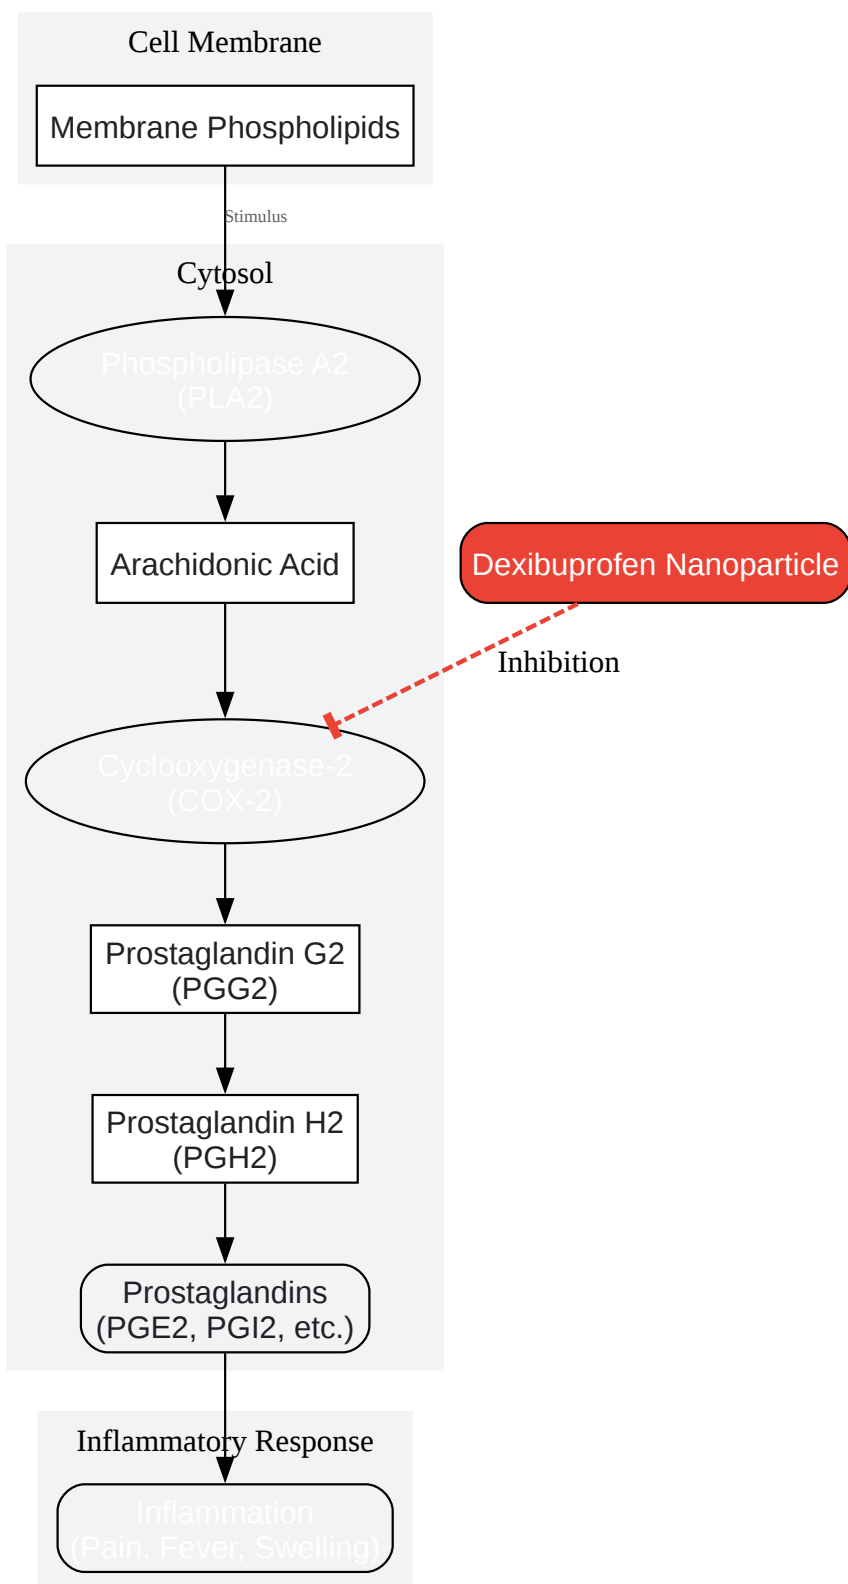 Cell Membrane
Membrane Phospholipids
Stimulus
Cytosol
Phospholipase A2
(PLA2)
Arachidonic Acid
Dexibuprofen Nanoparticle
Inhibition
Cyclooxygenase-2
(COX-2)
Prostaglandin G2
(PGG2)
Prostaglandin H2
(PGH2)
Prostaglandins
(PGE2, PGI2, etc.)
Inflammatory Response
Inflammation
(Pain, Fever, Swelling)